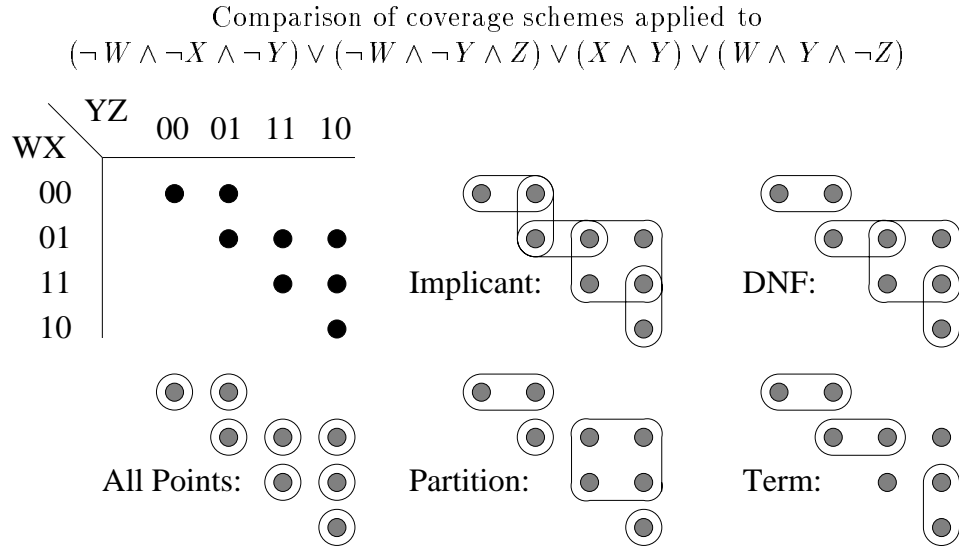 Comparison of coverage schemes applied to
(¬W ∧ ¬X ∧ ¬Y) ∨ (¬W ∧ ¬Y ∧ Z) ∨ (X ∧ Y) ∨ (W ∧ Y ∧ ¬Z)
YZ
00 01 11 10
WX
00
01
11
10
Implicant:
DNF:
All Points:
Partition:
Term: